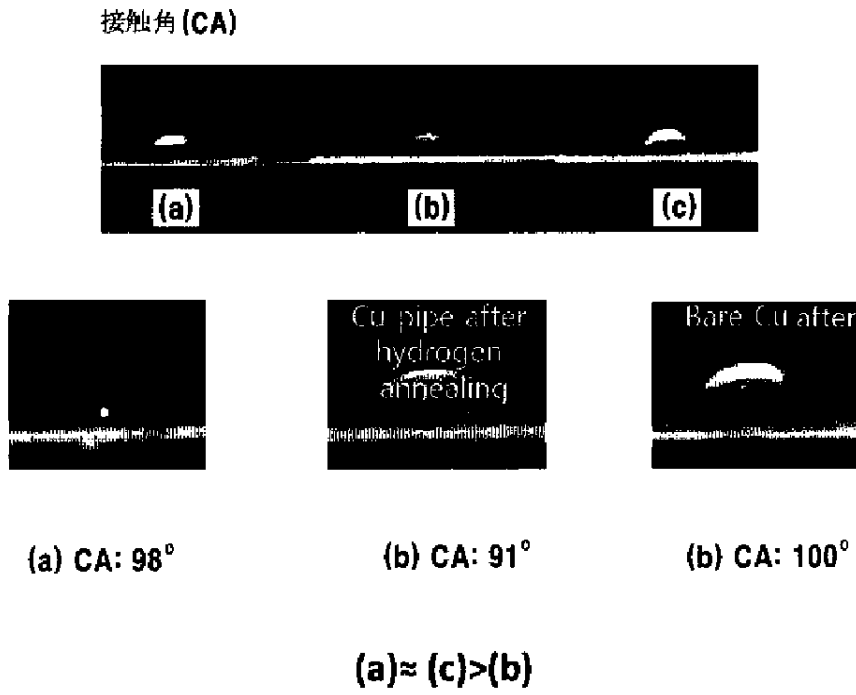 接触角(CA)
(a)
(b)
(c)
Cu pipe after
hydrogen
annealing
Bare Cu after
(a) CA: 98°
(b) CA: 91°
(b) CA: 100°
(a)≈ (c)>(b)